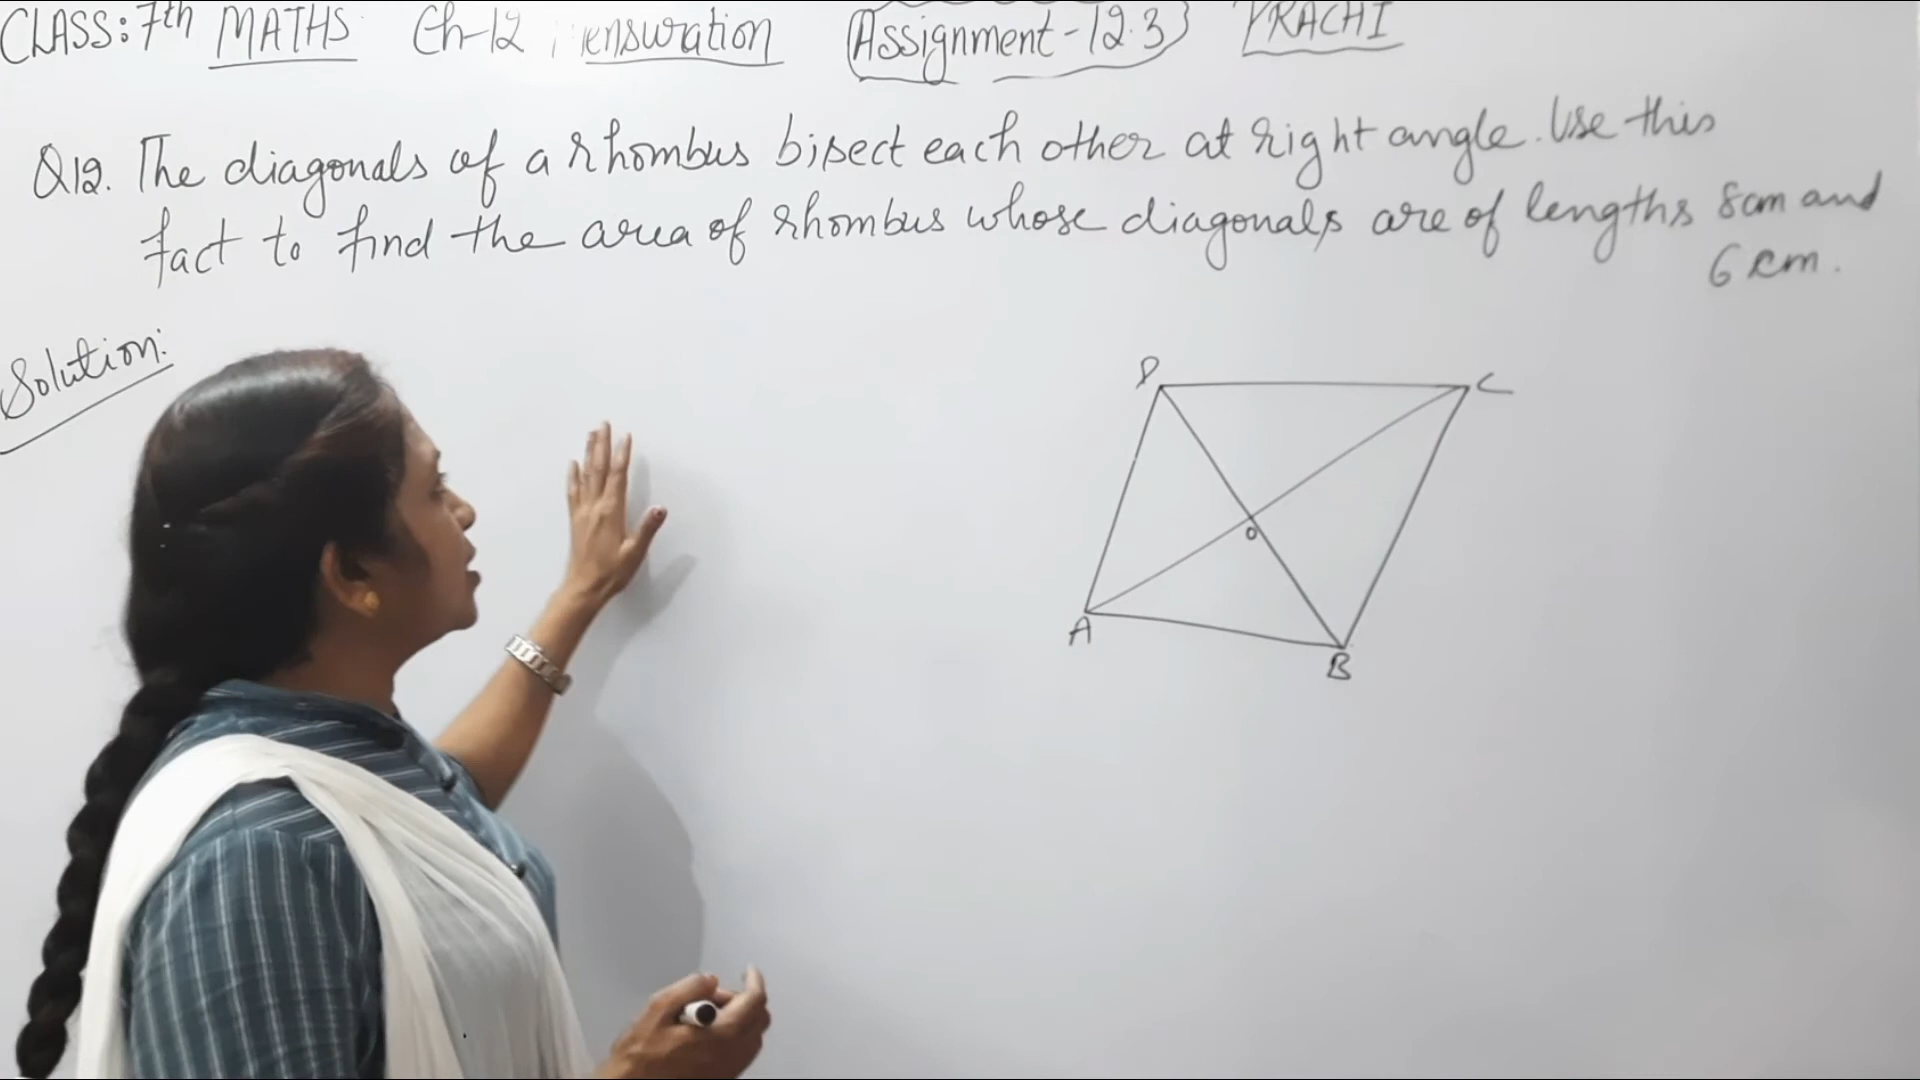 CLASS: 7th MATHS Ch-12 ensuration Assignment-12.3 PRACHI
Q12. The diagonals of a rhombus bisect each other at right angle. Use this
fact to find the area of rhombus whose diagonals are of lengths 8cm and
6 cm.
Solution:
D C
O
A
B